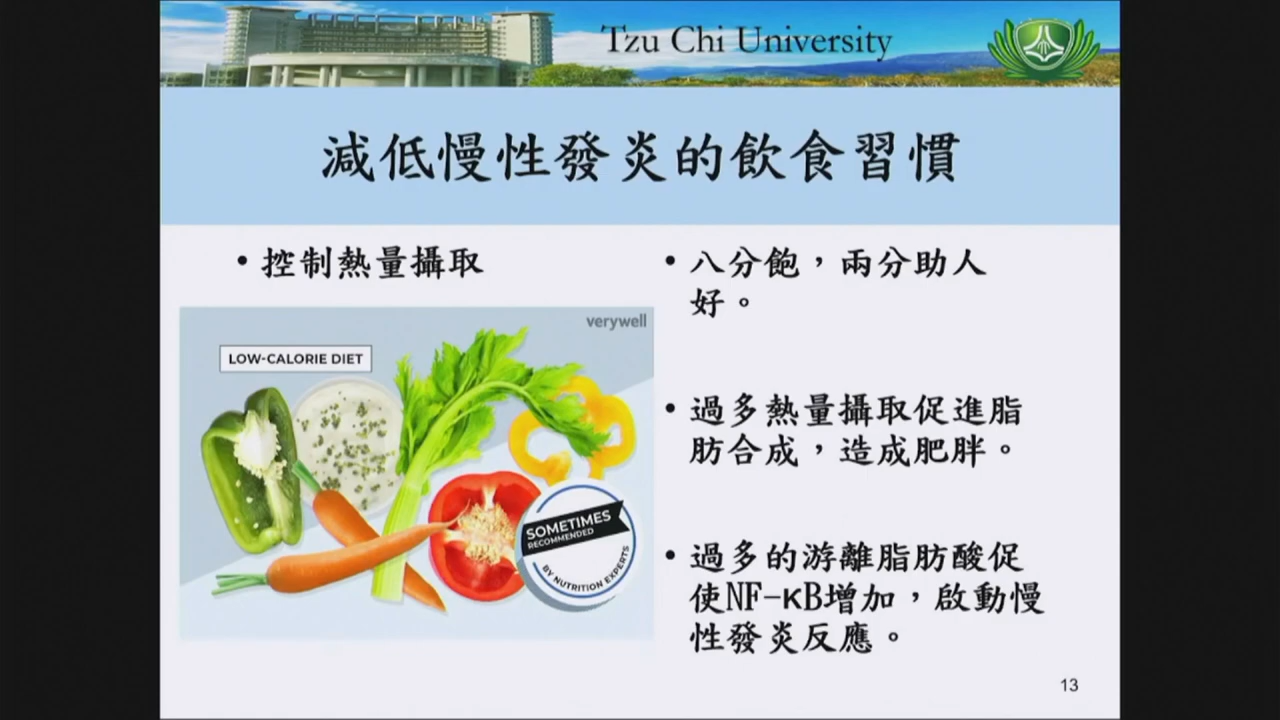 Tzu Chi University
減低慢性發炎的飲食習慣
• 控制熱量攝取
verywell
LOW-CALORIE DIET
SOMETIMES
RECOMMENDED
BY NUTRITION EXPERTS
• 八分飽，兩分助人
好。
• 過多熱量攝取促進脂
肪合成，造成肥胖。
• 過多的游離脂肪酸促
使NF-κB增加，啟動慢
性發炎反應。
13